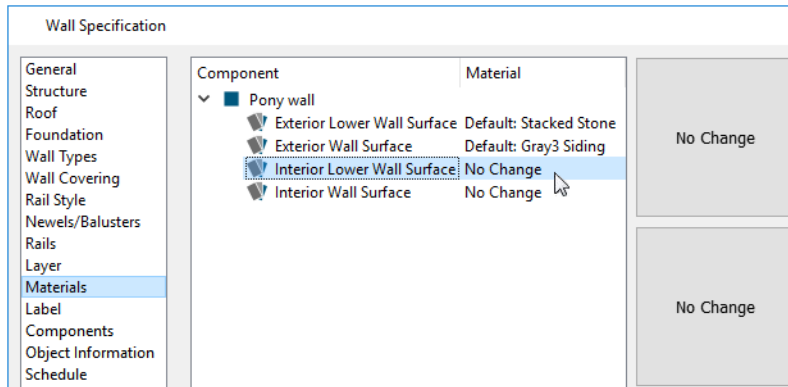 Wall Specification
General
Structure
Roof
Foundation
Wall Types
Wall Covering
Rail Style
Newels/Balusters
Rails
Layer
Materials
Label
Components
Object Information
Schedule
Component Material
Pony wall
Exterior Lower Wall Surface Default: Stacked Stone
Exterior Wall Surface Default: Gray3 Siding
Interior Lower Wall Surface No Change
Interior Wall Surface No Change
No Change
No Change